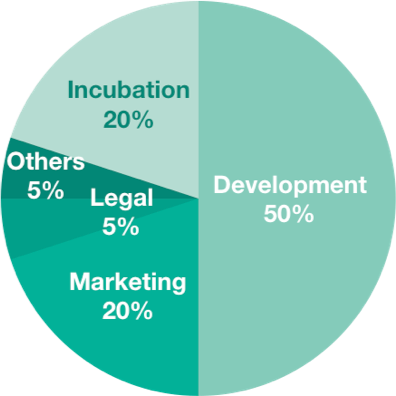 Incubation
20%
Others
5%
Legal
5%
Development
50%
Marketing
20%